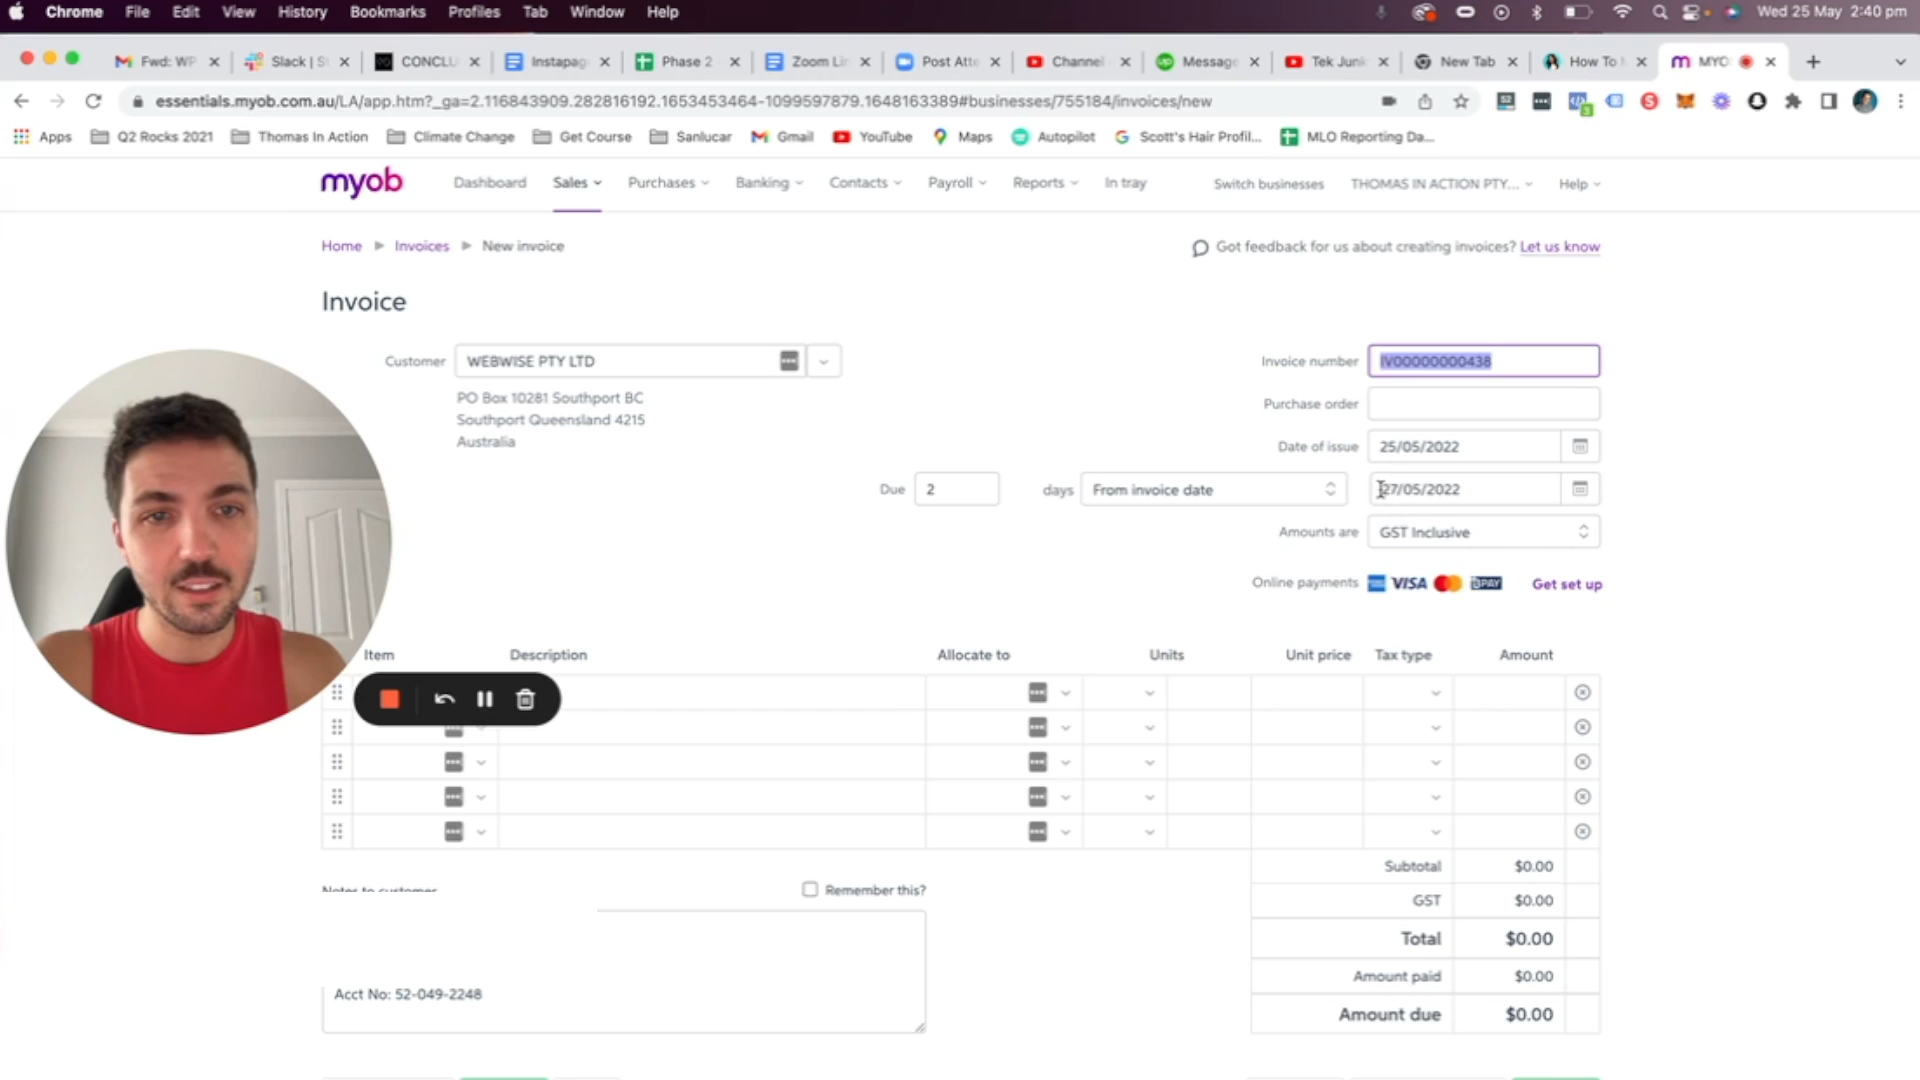 Chrome File Edit View History Bookmarks Profiles Tab Window Help Wed 25 May 2:40 pm
Fwd: WP Slack | S CONCLU Instapag Phase 2 Zoom Lin Post Atte Channel Message Tek Junk New Tab How To MYO
essentials.myob.com.au/LA/app.htm?_ga=2.116843909.282816192.1653453464-1099597879.1648163389#businesses/755184/invoices/new
Apps Q2 Rocks 2021 Thomas In Action Climate Change Get Course Sanlucar Gmail YouTube Maps Autopilot Scott's Hair Profil... MLO Reporting Da...
myob Dashboard Sales Purchases Banking Contacts Payroll Reports In tray Switch businesses THOMAS IN ACTION PTY... Help
Home Invoices New invoice Got feedback for us about creating invoices? Let us know
Invoice
Customer WEBWISE PTY LTD Invoice number IV00000000438
PO Box 10281 Southport BC Purchase order
Southport Queensland 4215
Australia Date of issue 25/05/2022
Due 2 days From invoice date 27/05/2022
Amounts are GST Inclusive
Online payments VISA BPAY Get set up
Item Description Allocate to Units Unit price Tax type Amount
Subtotal $0.00
Notes to customer Remember this? GST $0.00
Total $0.00
Amount paid $0.00
Acct No: 52-049-2248
Amount due $0.00